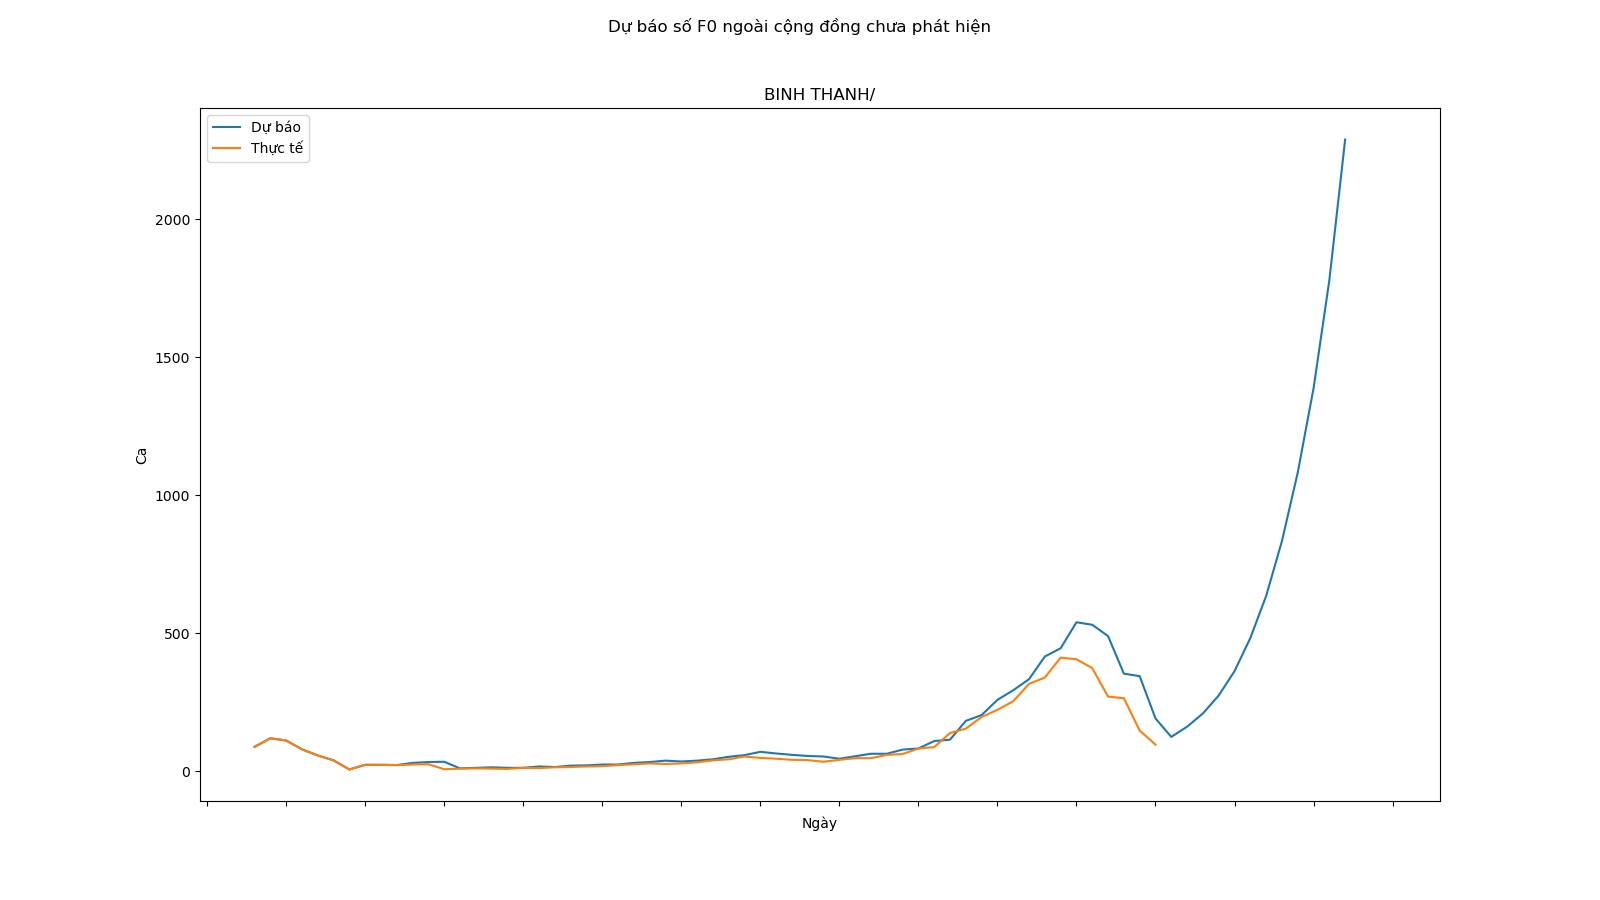 Dự báo số F0 ngoài cộng đồng chưa phát hiện
BINH THANH/
Dự báo
Thực tế
2000
1500
1000
500
0
Ca
Ngày